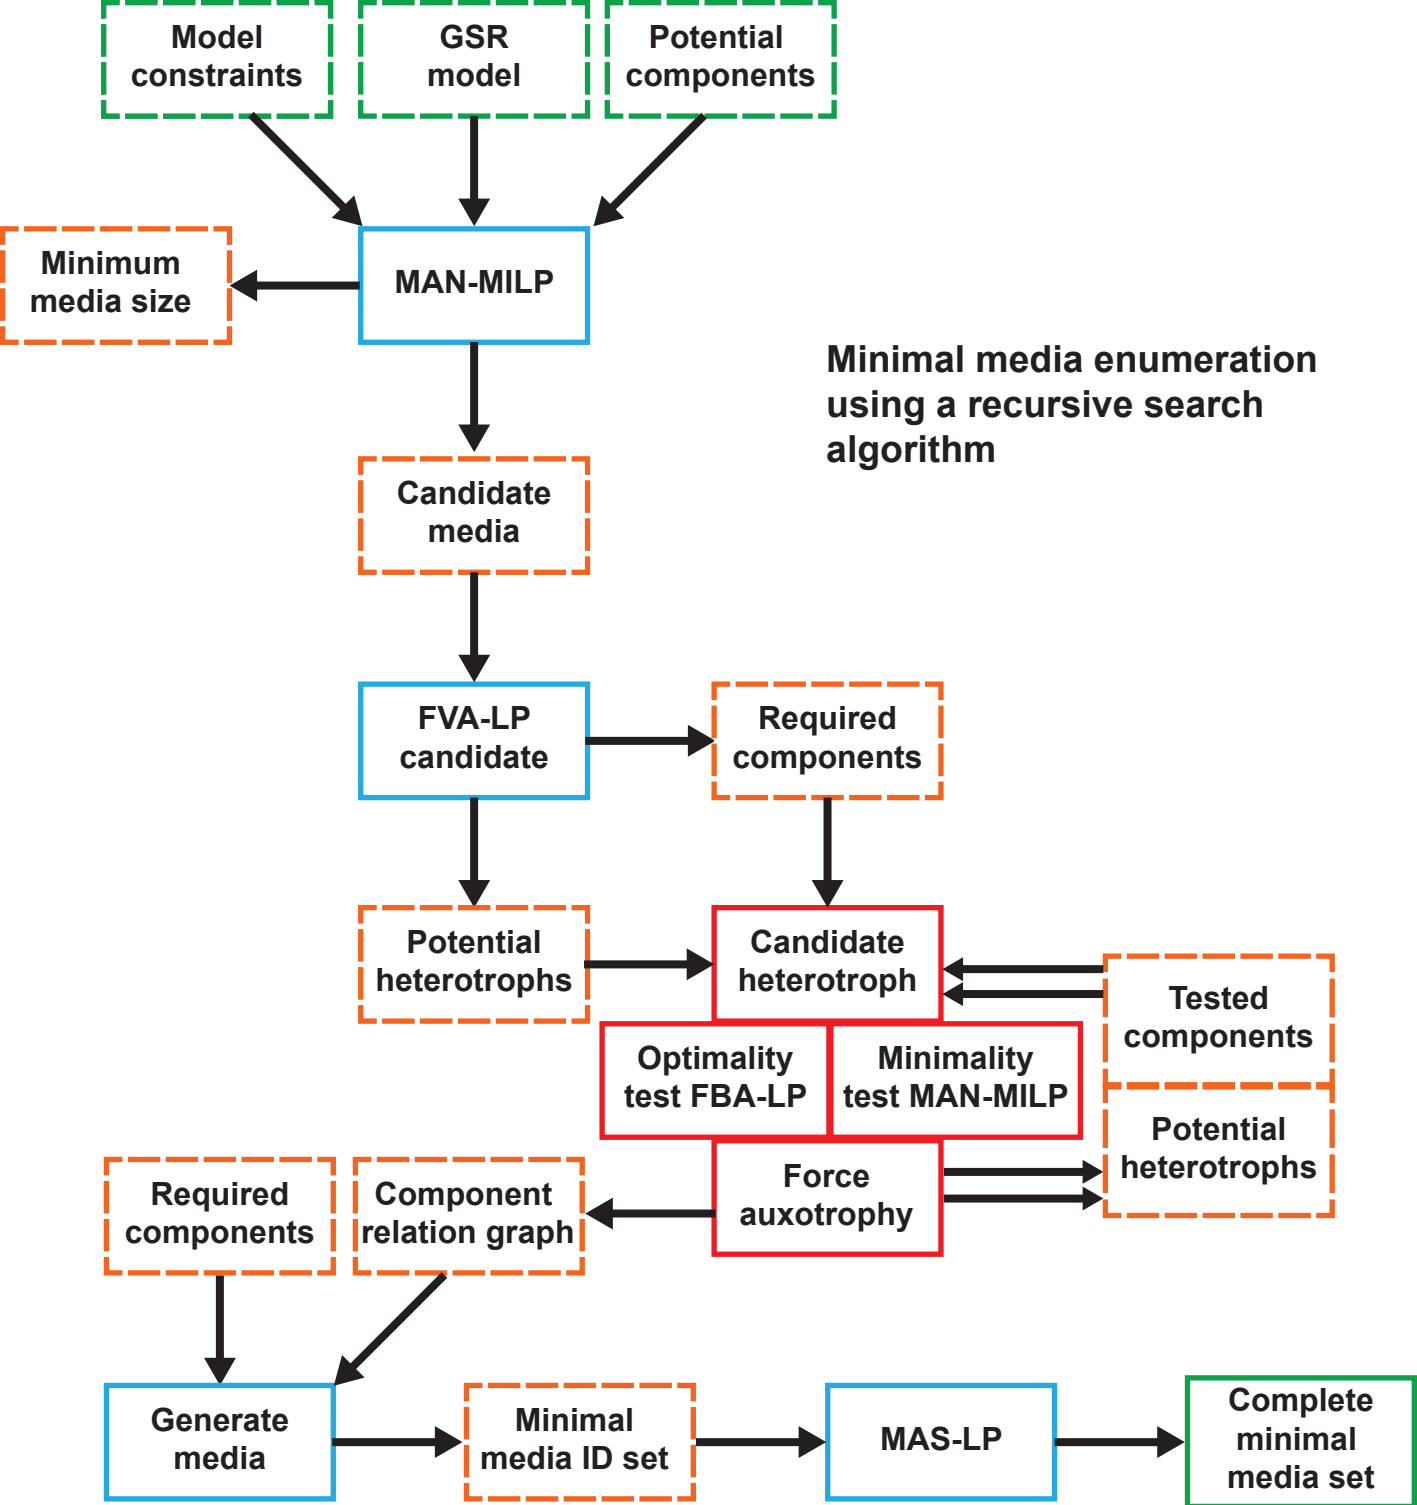 Model
constraints
GSR
model
Potential
components
Minimum
media size
MAN-MILP
Minimal media enumeration
using a recursive search
algorithm
Candidate
media
FVA-LP
candidate
Required
components
Potential
heterotrophs
Candidate
heterotroph
Tested
components
Optimality
test FBA-LP
Minimality
test MAN-MILP
Potential
heterotrophs
Force
auxotrophy
Required
components
Component
relation graph
Generate
media
Minimal
media ID set
MAS-LP
Complete
minimal
media set